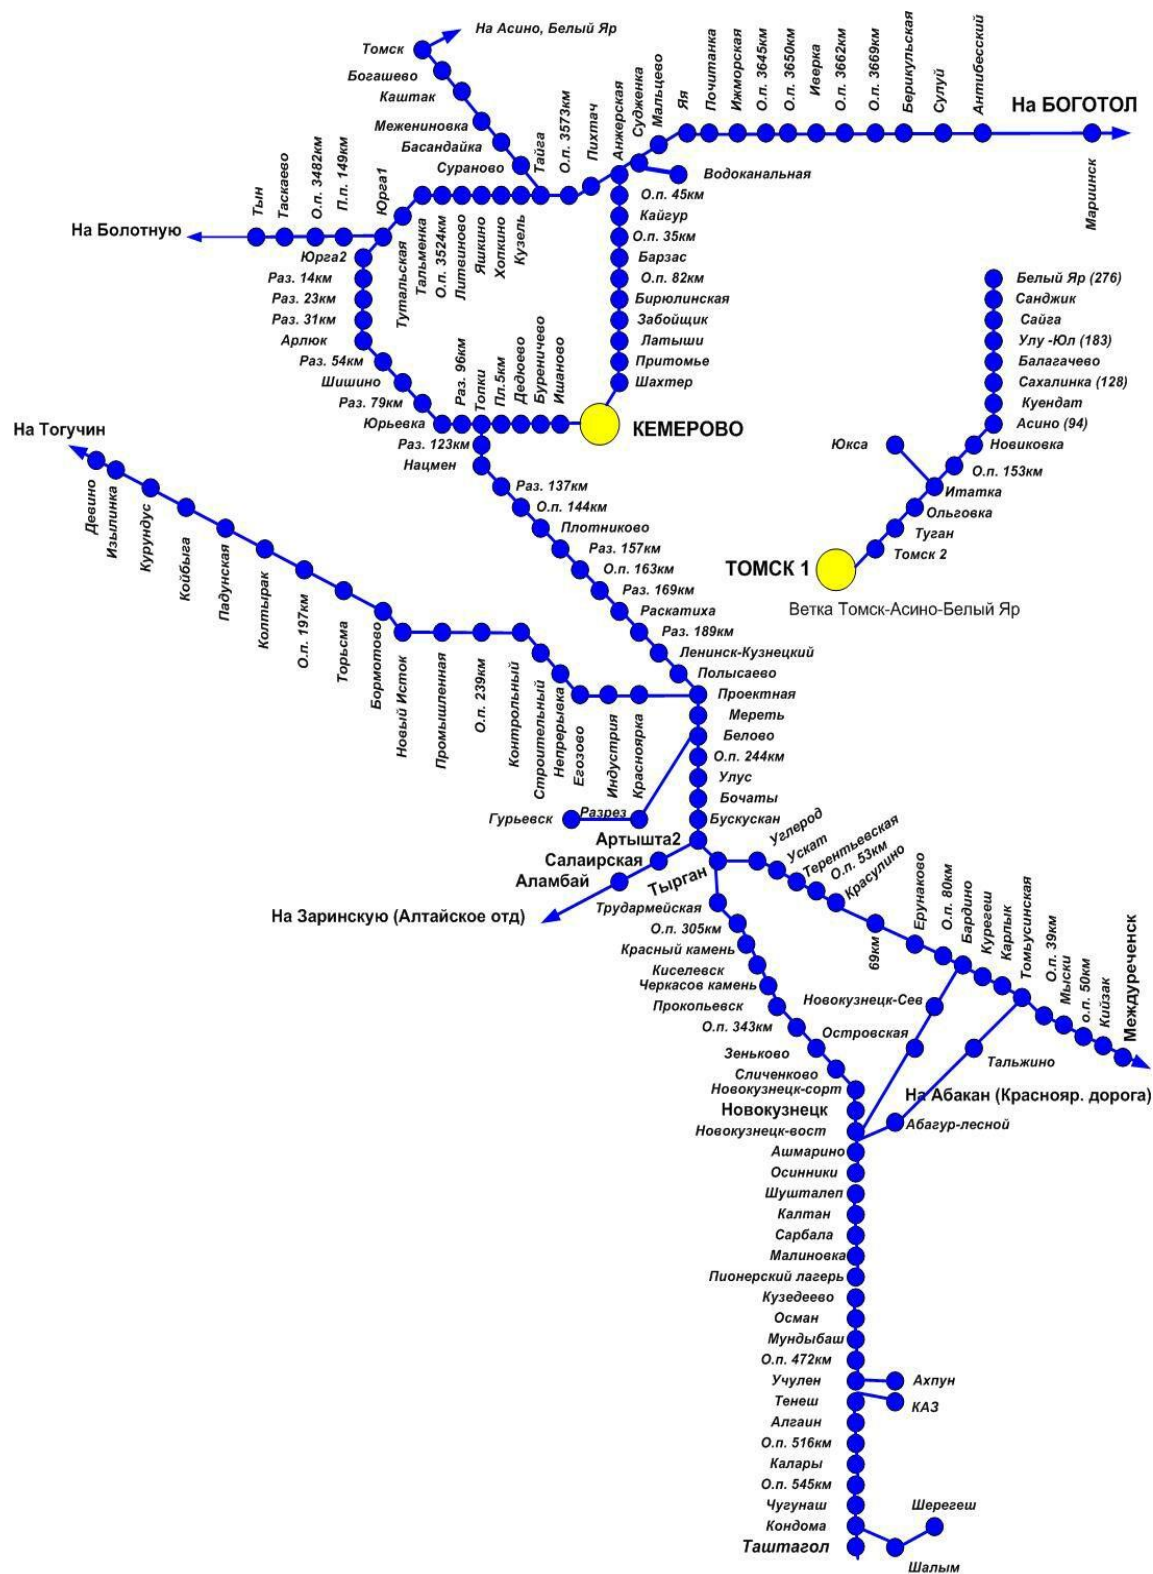 На Асино, Белый Яр
Томск
Богашево
Каштак
Межениновка
Басандайка
Сураново
Тайга
О.п. 3573км
Пихтач
Анжерская
Судженка
Мальцево
Яя
Почитанка
Ижморская
О.п. 3645км
О.п. 3650км
Иверка
О.п. 3662км
О.п. 3669км
Берикульская
Сулуй
Антибесский
На БОГОТОЛ
Мариинск
Водоканальная
На Болотную
Тын
Таскаево
О.п. 3482км
П.п. 149км
Юрга1
Тутальская
Тальменка
О.п. 3524км
Литвиново
Яшкино
Хопкино
Кузель
О.п. 45км
Кайгур
О.п. 35км
Барзас
О.п. 82км
Бирюлинская
Забойщик
Латыши
Притомье
Шахтер
КЕМЕРОВО
Юрга2
Раз. 14км
Раз. 23км
Раз. 31км
Арлюк
Раз. 54км
Шишино
Раз. 79км
Юрьевка
Раз. 96км
Топки
Пл.5км
Дедюево
Буреничево
Ишаново
Белый Яр (276)
Санджик
Сайга
Улу -Юл (183)
Балагачево
Сахалинка (128)
Куендат
Асино (94)
Новиковка
Юкса
О.п. 153км
Итатка
Ольговка
Туган
Томск 2
ТОМСК 1
Ветка Томск-Асино-Белый Яр
Раз. 123км
Нацмен
Раз. 137км
О.п. 144км
Плотниково
Раз. 157км
О.п. 163км
Раз. 169км
Раскатиха
Раз. 189км
Ленинск-Кузнецкий
Полысаево
Проектная
Мереть
Белово
О.п. 244км
Улус
Бочаты
Бускускан
На Тогучин
Девино
Изылинка
Курундус
Койбыга
Падунская
Колтырак
О.п. 197км
Торьсма
Бормотово
Новый Исток
Промышленная
О.п. 239км
Контрольный
Строительный
Непрерывка
Егозово
Индустрия
Красноярка
Гурьевск
Разрез
Артышта2
Салаирская
Аламбай
На Заринскую (Алтайское отд)
Тырган
Углерод
Ускат
Терентьевская
О.п. 53км
Красулино
69км
Ерунаково
О.п. 80км
Бардино
Курегеш
Карлык
Томьусинская
О.п. 39км
Мыски
о.п. 50км
Кийзак
Междуреченск
На Абакан (Краснояр. дорога)
Трудармейская
О.п. 305км
Красный камень
Киселевск
Черкасов камень
Прокопьевск
О.п. 343км
Зеньково
Сличенково
Новокузнецк-сорт
Новокузнецк
Новокузнецк-вост
Новокузнецк-Сев
Островская
Тальжино
Абагур-лесной
Ашмарино
Осинники
Шушталеп
Калтан
Сарбала
Малиновка
Пионерский лагерь
Кузедеево
Осман
Мундыбаш
О.п. 472км
Учулен
Ахпун
Тенеш
КАЗ
Алгаин
О.п. 516км
Калары
О.п. 545км
Чугунаш
Кондома
Шерегеш
Таштагол
Шалым